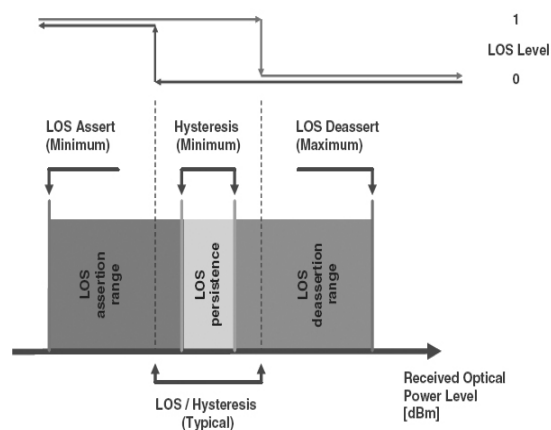 1
LOS Level
0
LOS Assert
(Minimum)
Hysteresis
(Minimum)
LOS Deassert
(Maximum)
LOS
assertion
range
LOS
persistence
LOS
deassertion
range
Received Optical
Power Level
[dBm]
LOS / Hysteresis
(Typical)